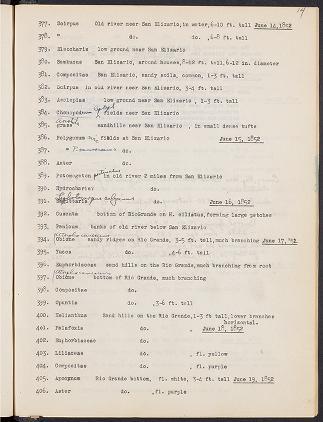 14
377. Scirpus Old river near San Elizario, in water, 6-10 ft. tall June 14, 1852
378. " do. do. ,6-8 ft. tall
379. Eleocharis low ground near San Elizario
380. Sambucus San Elizario, around houses, 8-12 ft. tall, 6-12 in. diameter
381. Compositae San Elizario, sandy soils, common, 1-3 ft. tall
382. Scirpus in old river near San Elizario, 3-4 ft. tall
383. Asclepias low ground near San Elizario , 1-3 ft. tall
384. Chenopodium fields near San Elizario
385. grass sandhills near San Elizario , in small dense tufts
386. Polygonum fields at San Elizario June 15, 1852
387. " do.
388. Aster do.
389. Potamogeton in old river 2 miles from San Elizario
390. Hydrocharis do.
391. Sagittaria do. June 16, 1852
392. Cuscuta bottom of RioGrande on H. ciliatus, forming large patches
393. Panicum banks of old river below San Elizario
394. Obione sandy ridges on Rio Grande, 3-5 ft. tall, much branching June 17, '52
395. Yucca do. ,4-6 ft. tall
396. Euphorbiaceae sand hills on the Rio Grande, much branching from root
397. Obione bottom of Rio Grande, much branching
398. Compositae do.
399. Opuntia do. ,3-6 ft. tall
400. Helianthus Sand hills on the Rio Grande, 1-3 ft tall, lower branches horizontal.
401. Palafoxia do. , June 18, 1852
402. Euphorbiaceae do.
403. Liliaceae do. , fl. yellow
404. Compositae do. , fl. purple
405. Apocynum Rio Grande bottom, fl. white, 3-4 ft. tall June 19, 1852
406. Aster do. ,fl. purple